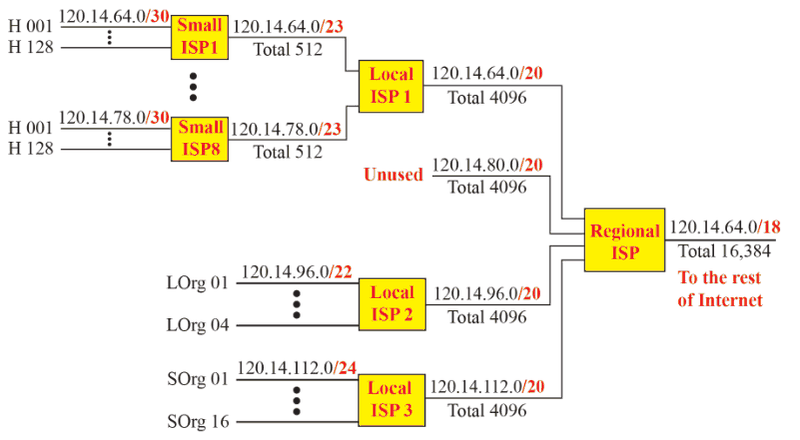 H 001
120.14.64.0/30
H 128
Small
ISP1
120.14.64.0/23
Total 512
H 001
120.14.78.0/30
H 128
Small
ISP8
120.14.78.0/23
Total 512
Local
ISP 1
120.14.64.0/20
Total 4096
Unused
120.14.80.0/20
Total 4096
LOrg 01
120.14.96.0/22
LOrg 04
Local
ISP 2
120.14.96.0/20
Total 4096
SOrg 01
120.14.112.0/24
SOrg 16
Local
ISP 3
120.14.112.0/20
Total 4096
Regional
ISP
120.14.64.0/18
Total 16,384
To the rest
of Internet